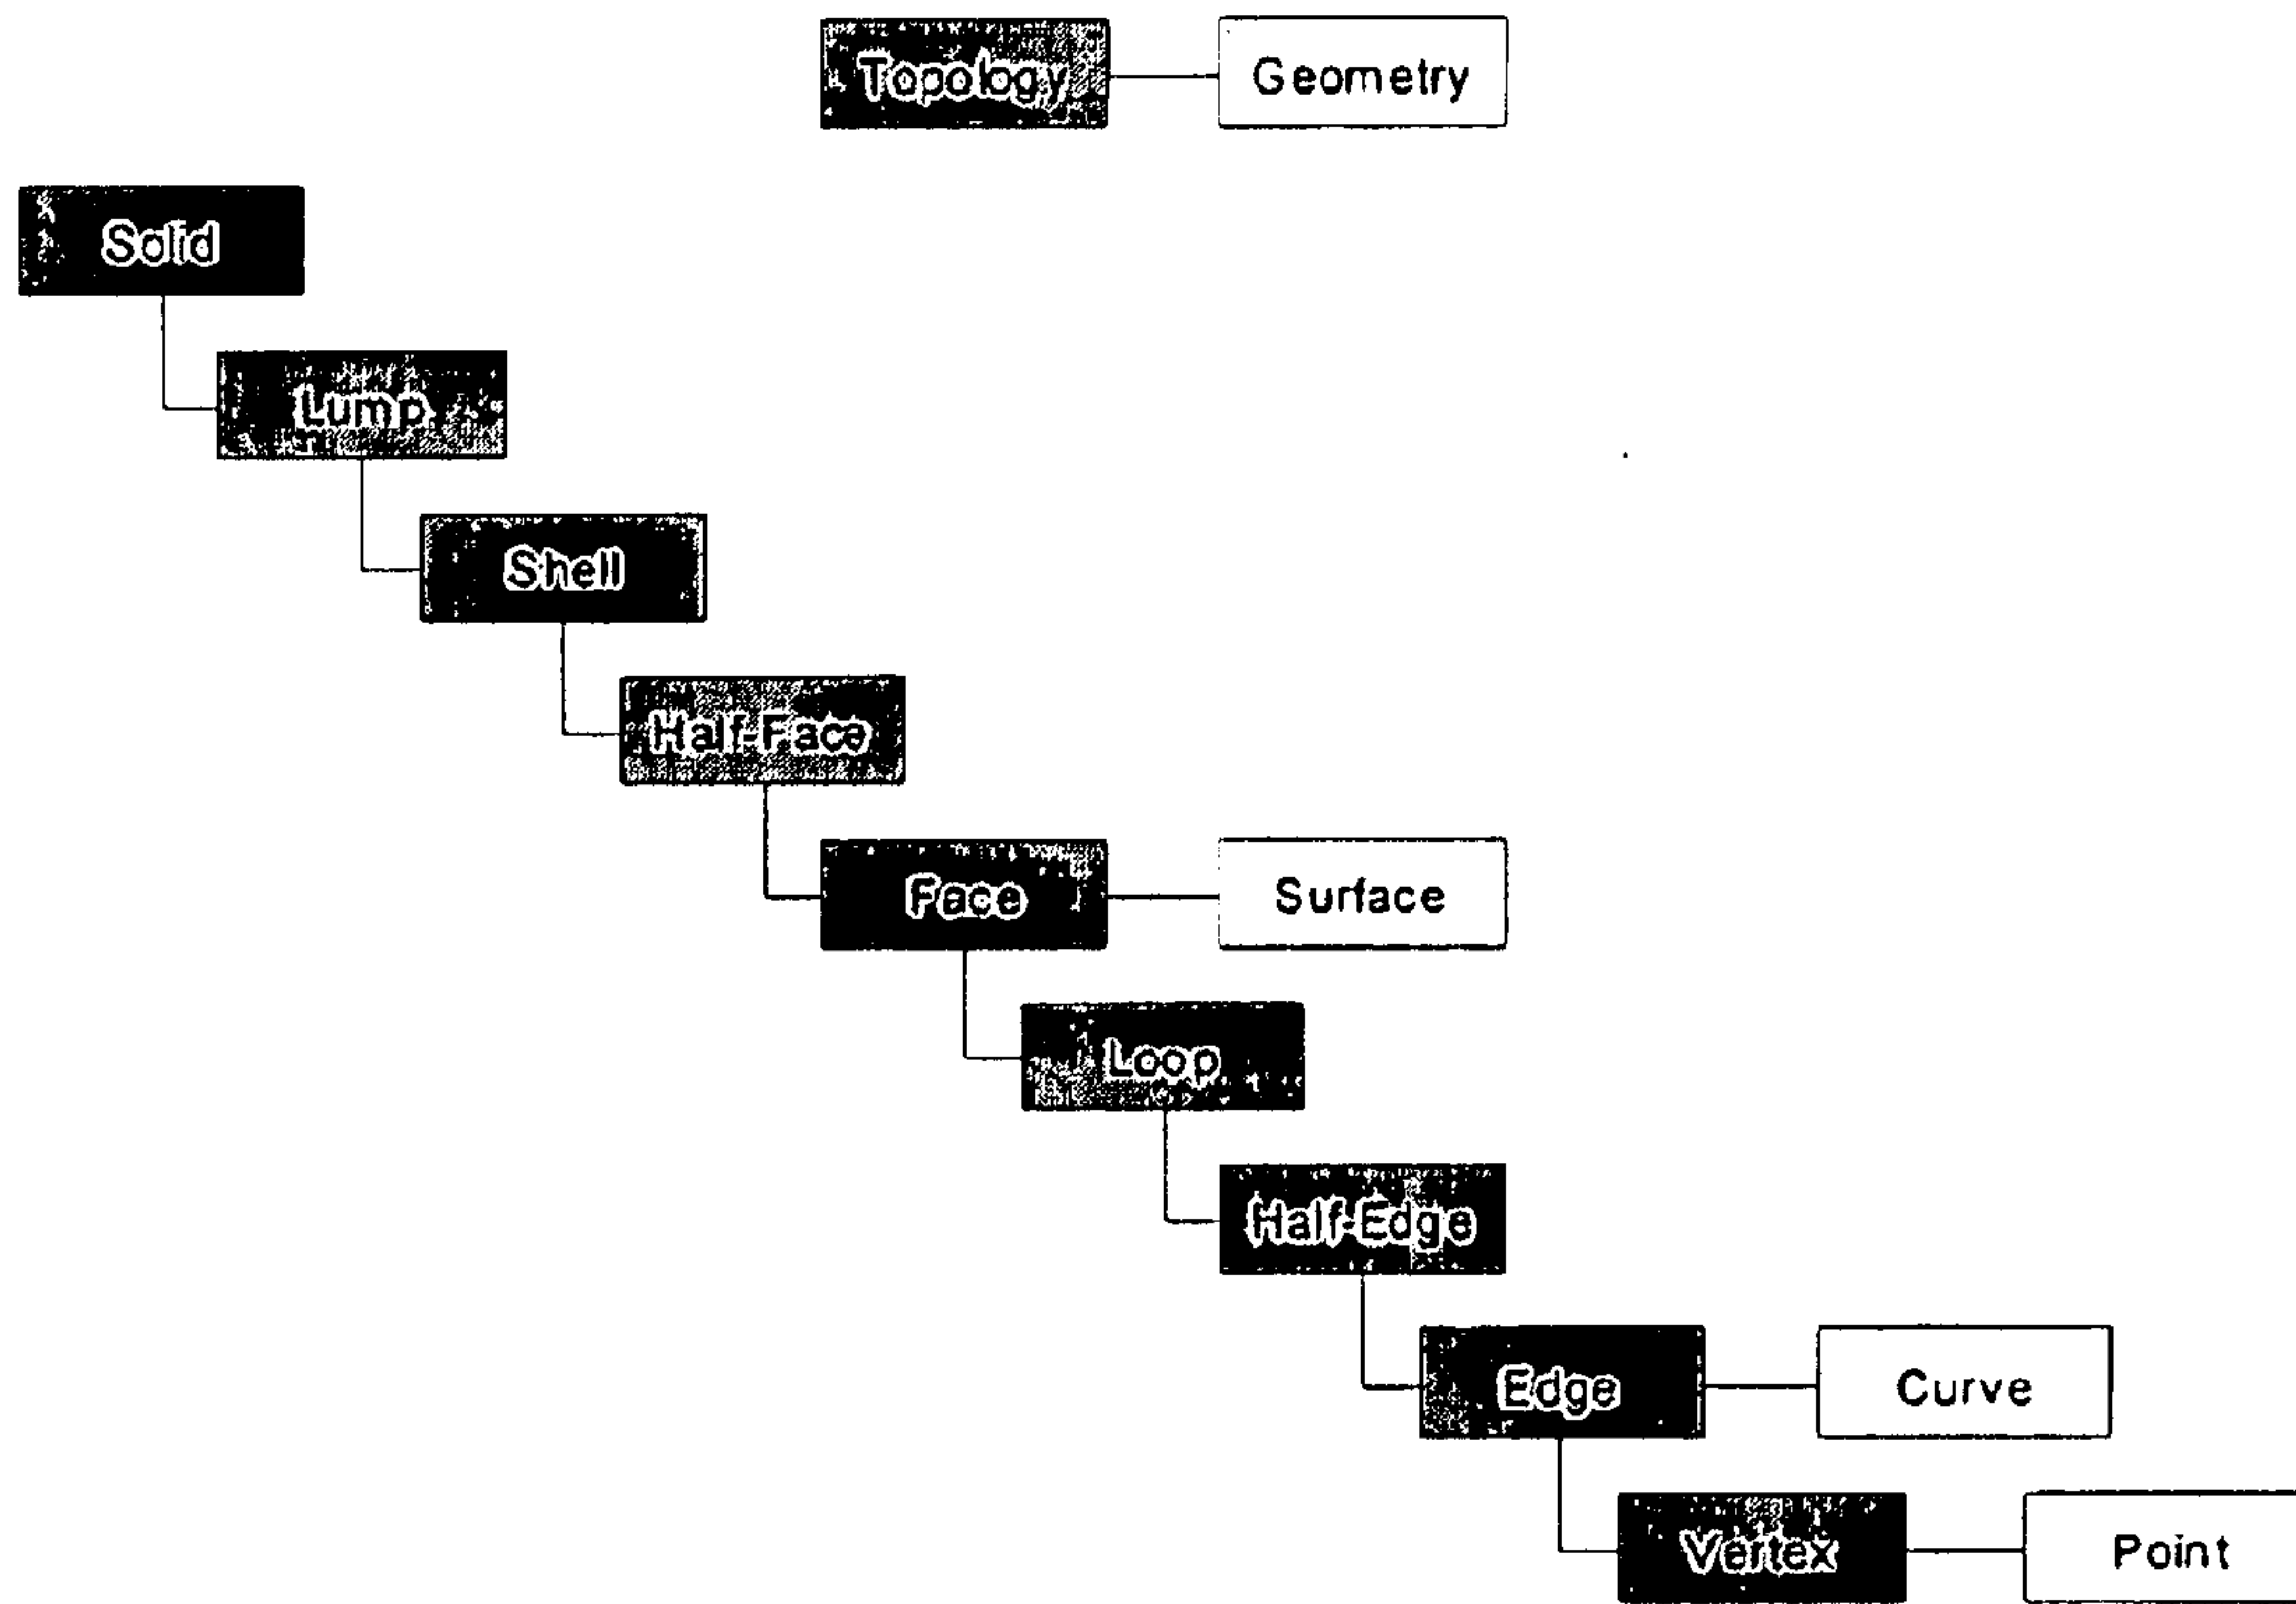 Topology Geometry
Solid
Lump
Shell
Half-Face
Face Surface
Loop
Half-Edge
Edge Curve
Vertex Point